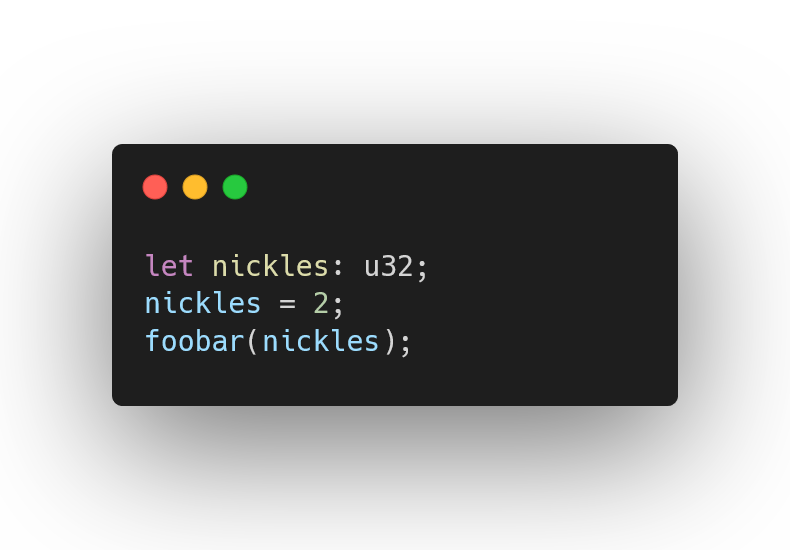 let nickles: u32;
nickles = 2;
foobar(nickles);